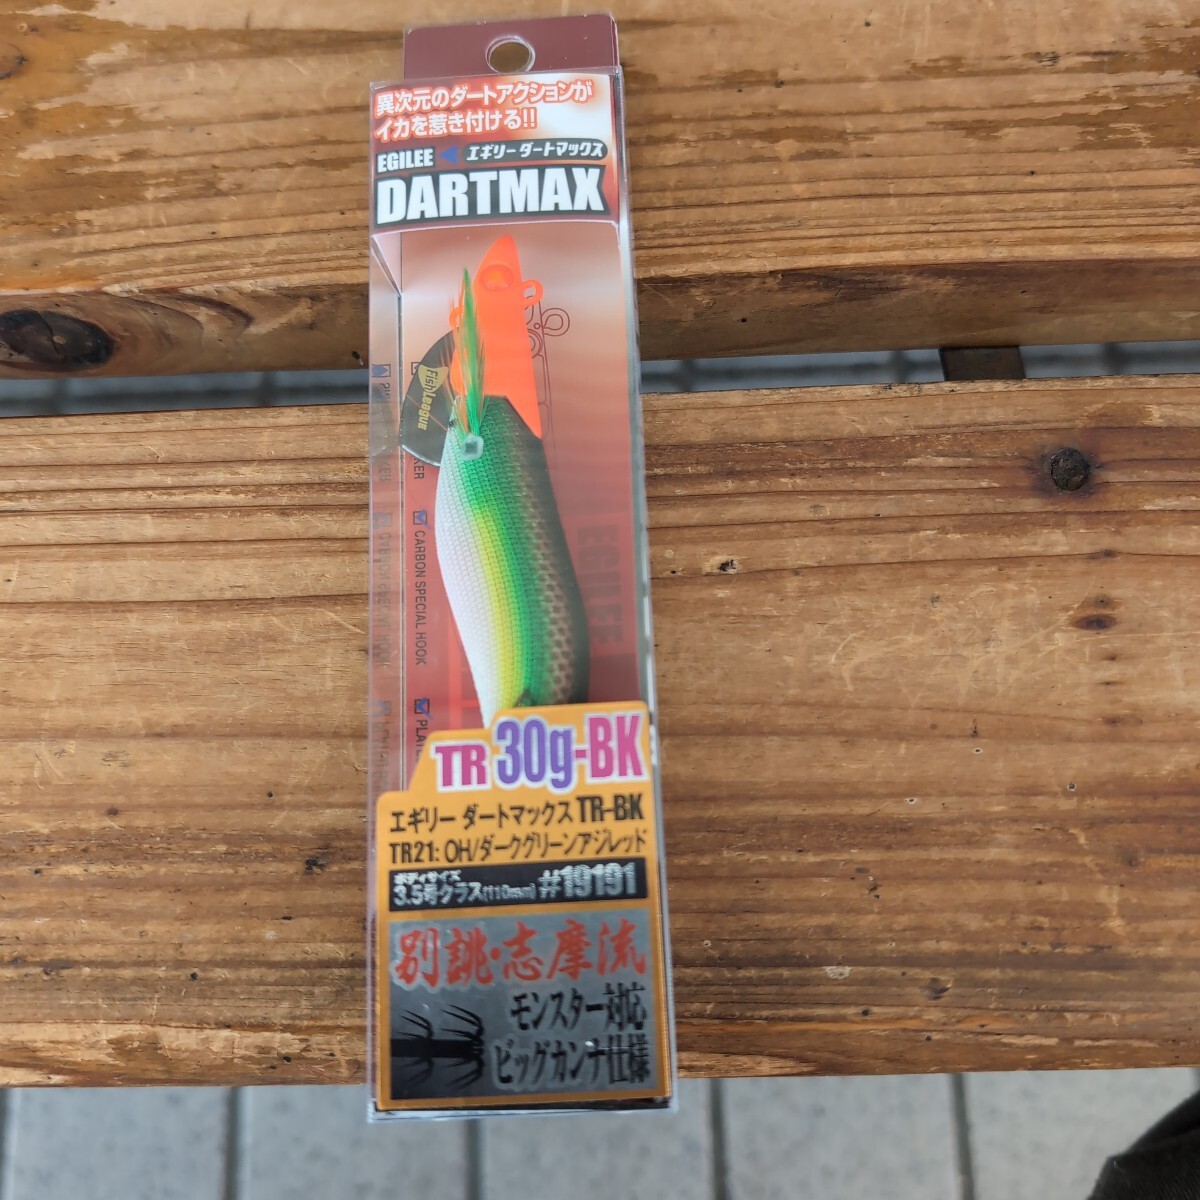 異次元のダートアクションが
イカを惹き付ける!!
EGILEE エギリー ダートマックス
DARTMAX
FishLeague
CARBON SPECIAL HOOK
EGILEE
TR 30g-BK
エギリー ダートマックス TR-BK
TR21: OH/ダークグリーンアジレッド
ボディサイズ
3.5号クラス(110mm) #19191
別誂・志摩流
モンスター対応
ビッグカンナ仕様